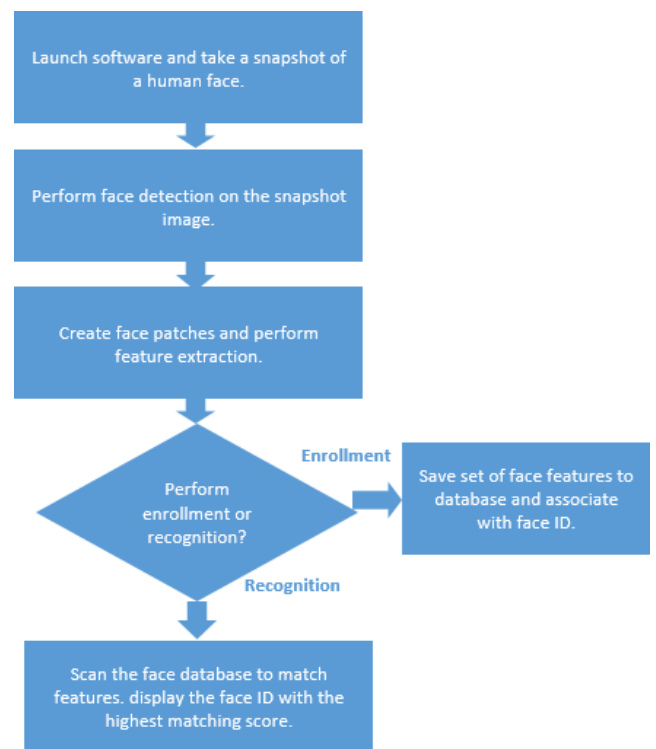 Launch software and take a snapshot of
a human face.
Perform face detection on the snapshot
image.
Create face patches and perform
feature extraction.
Perform
enrollment or
recognition?
Enrollment
Save set of face features to
database and associate
with face ID.
Recognition
Scan the face database to match
features. display the face ID with the
highest matching score.